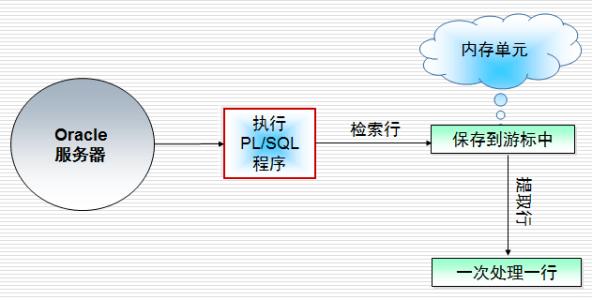 内存单元
Oracle
服务器
执行
PL/SQL
程序
检索行
保存到游标中
提取行
一次处理一行